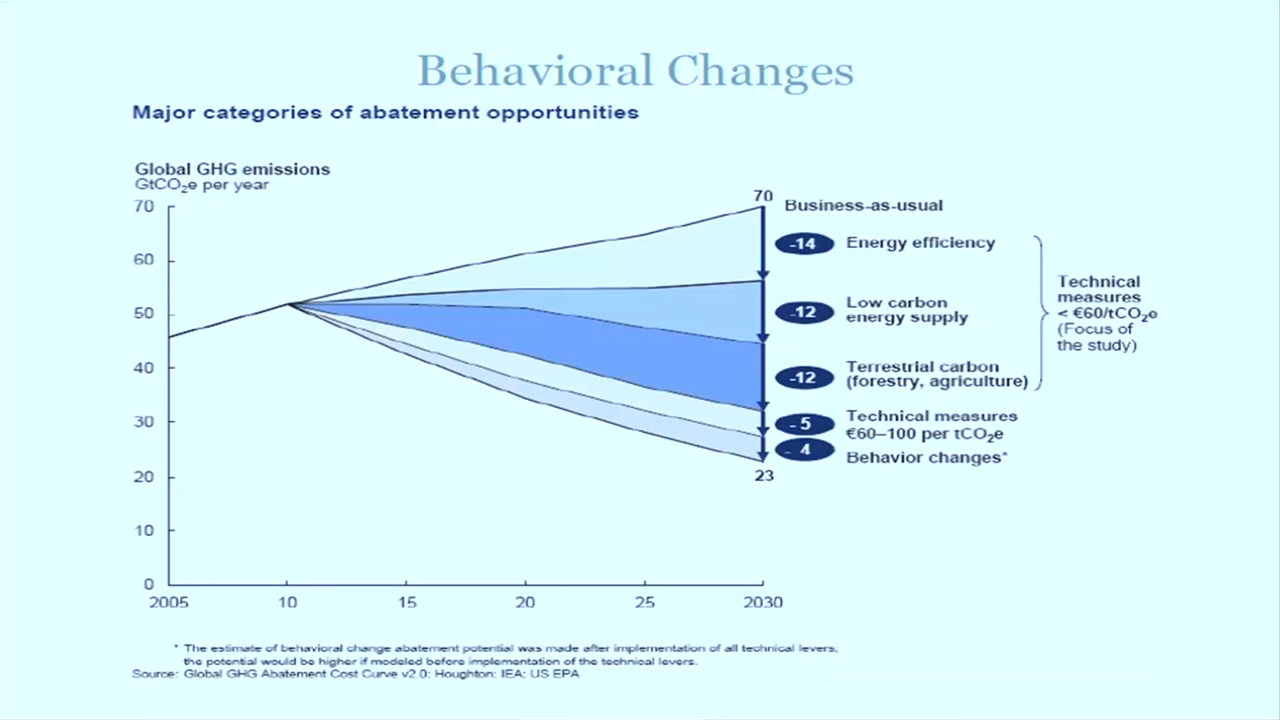 Behavioral Changes
Major categories of abatement opportunities
Global GHG emissions
GtCO₂e per year
70
60
50
40
30
20
10
0
2005
10
15
20
25
2030
70
Business-as-usual
-14
Energy efficiency
-12
Low carbon
energy supply
-12
Terrestrial carbon
(forestry, agriculture)
- 5
Technical measures
€60–100 per tCO₂e
- 4
Behavior changes*
23
Technical
measures
< €60/tCO₂e
(Focus of
the study)
* The estimate of behavioral change abatement potential was made after implementation of all technical levers;
the potential would be higher if modeled before implementation of the technical levers.
Source: Global GHG Abatement Cost Curve v2.0; Houghton; IEA; US EPA